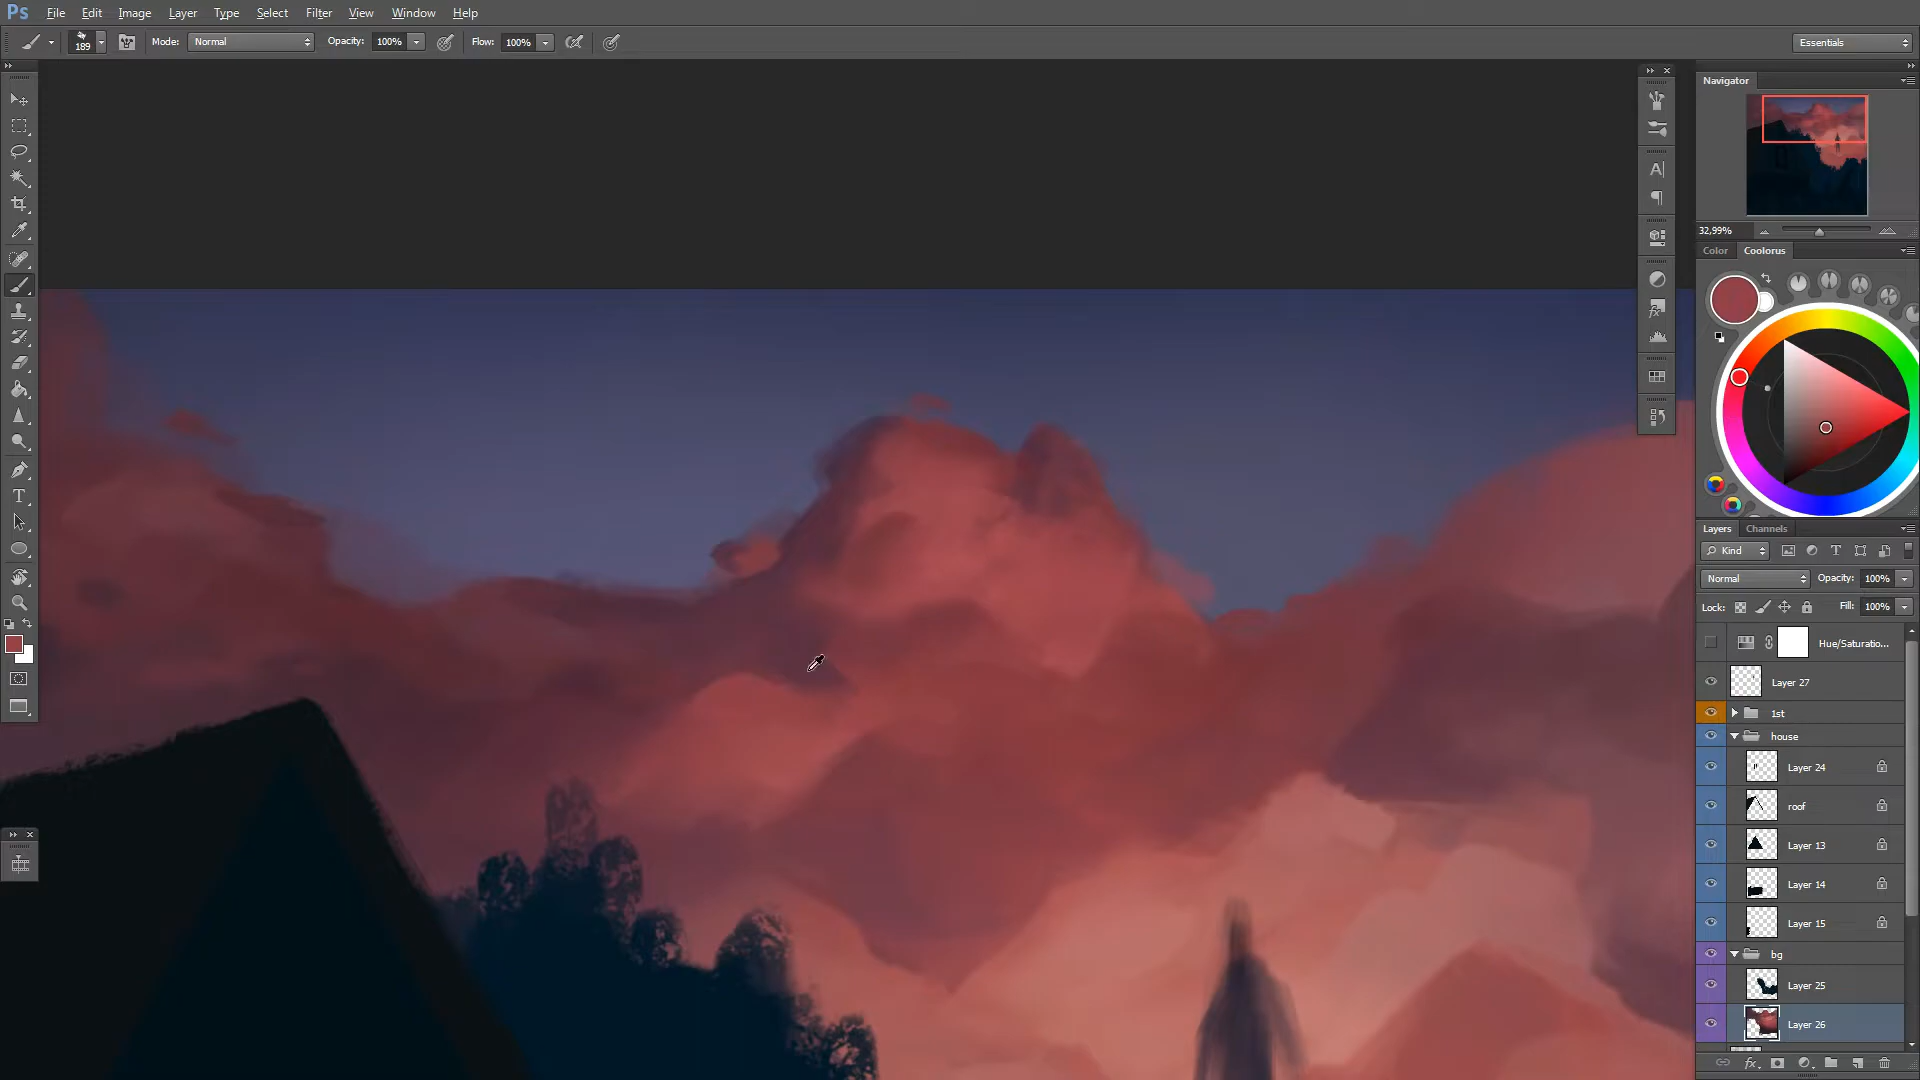 Ps File Edit Image Layer Type Select Filter View Window Help
189 Mode: Normal Opacity: 100% Flow: 100% Essentials
Navigator
32,99%
Color Coolorus
Layers Channels
Kind
Normal Opacity: 100%
Lock: Fill: 100%
Hue/Saturatio...
Layer 27
1st
house
Layer 24
roof
Layer 13
Layer 14
Layer 15
bg
Layer 25
Layer 26